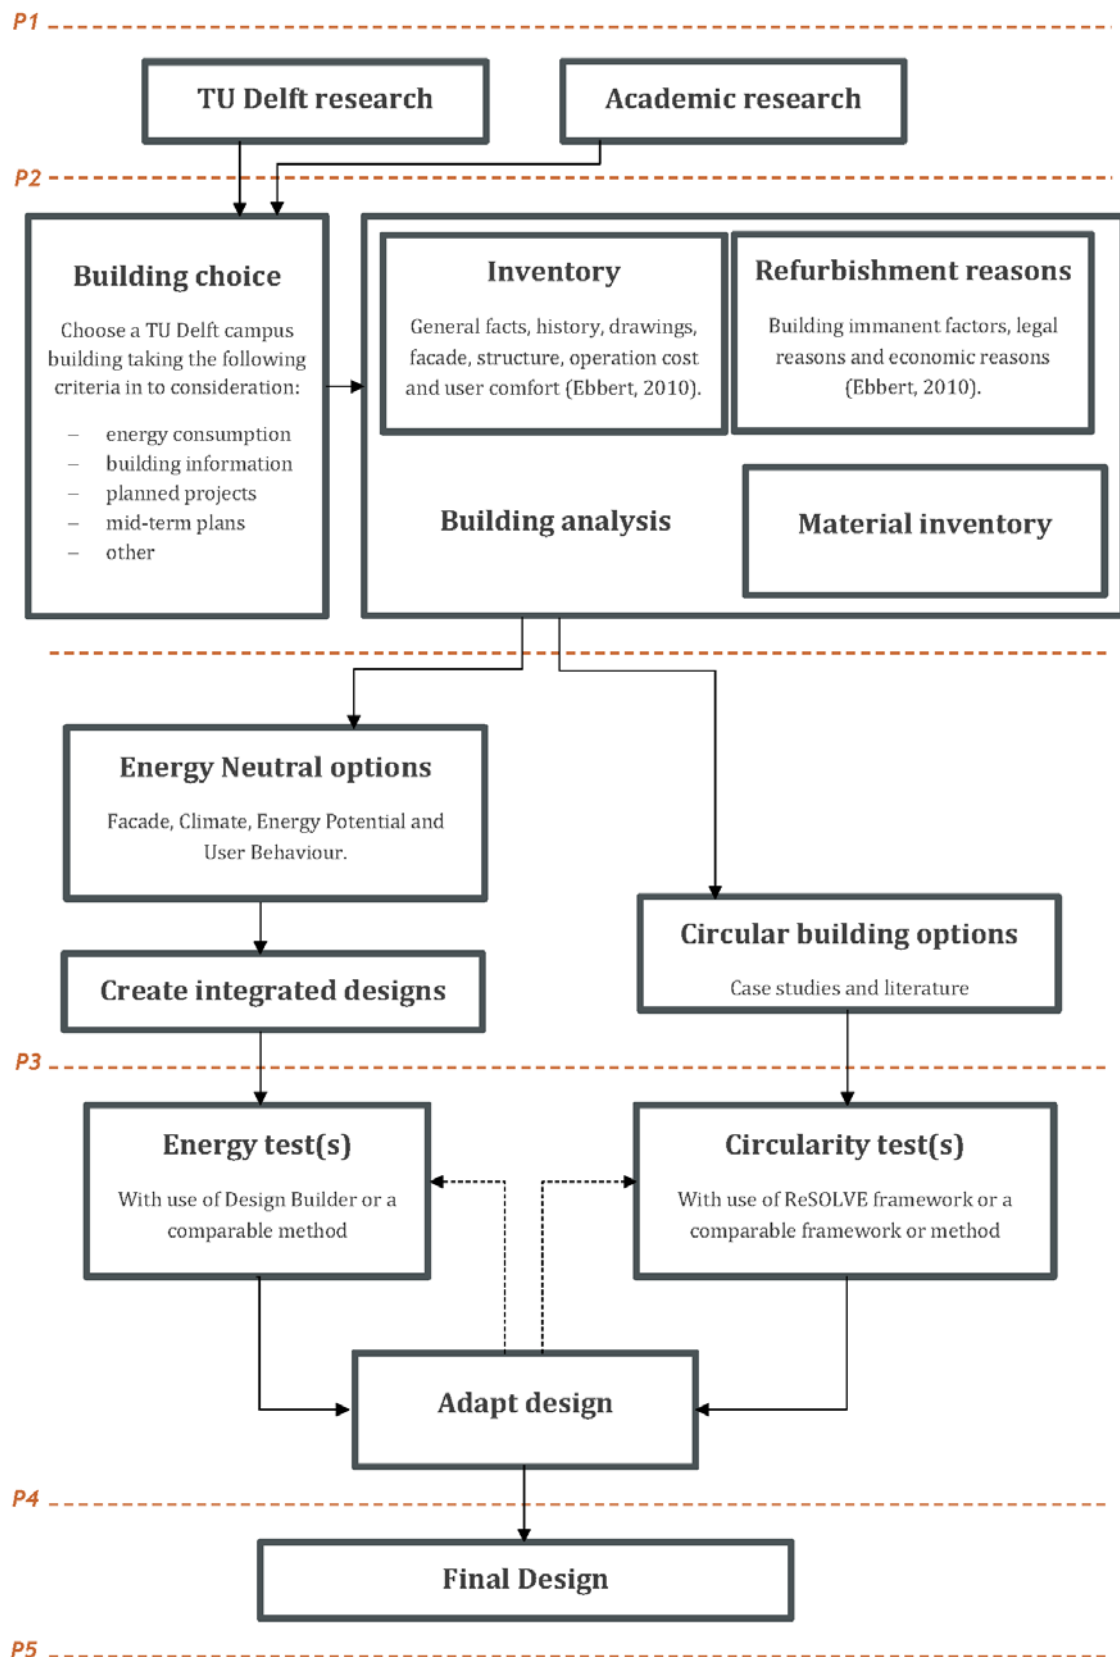 P1
TU Delft research
Academic research
P2
Building choice
Choose a TU Delft campus
building taking the following
criteria in to consideration:
– energy consumption
– building information
– planned projects
– mid-term plans
– other
Inventory
General facts, history, drawings,
facade, structure, operation cost
and user comfort (Ebbert, 2010).
Refurbishment reasons
Building immanent factors, legal
reasons and economic reasons
(Ebbert, 2010).
Building analysis
Material inventory
Energy Neutral options
Facade, Climate, Energy Potential and
User Behaviour.
Create integrated designs
Circular building options
Case studies and literature
P3
Energy test(s)
With use of Design Builder or a
comparable method
Circularity test(s)
With use of ReSOLVE framework or a
comparable framework or method
Adapt design
P4
Final Design
P5